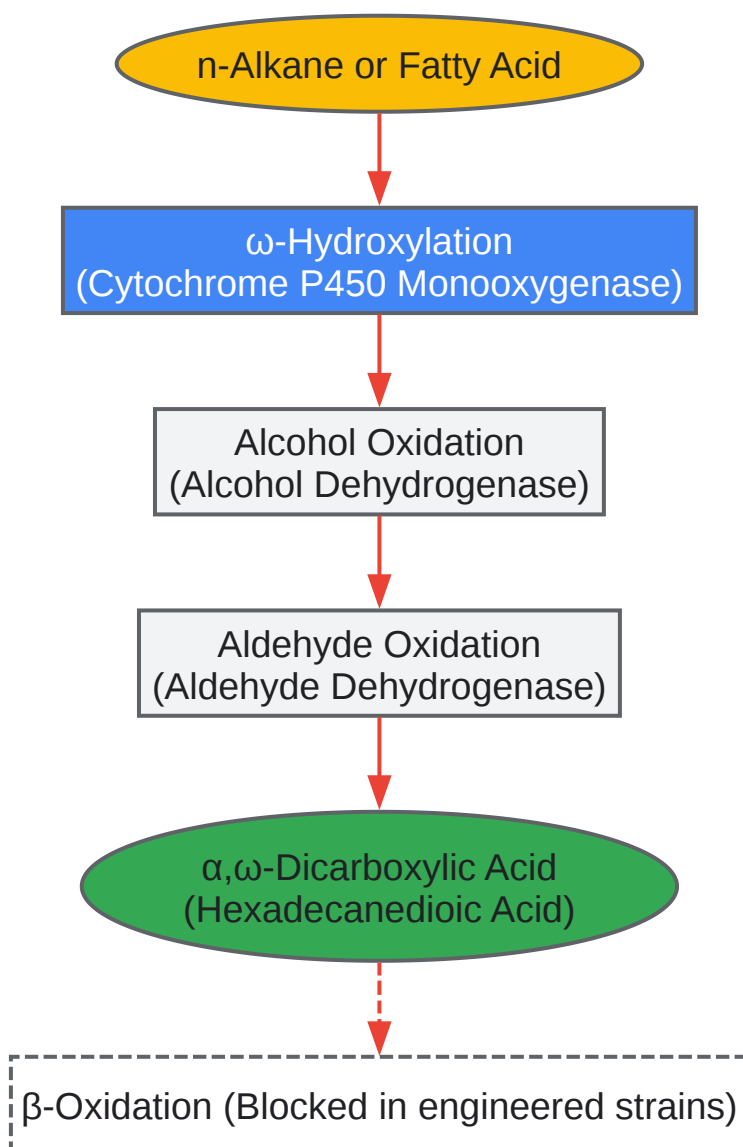 n-Alkane or Fatty Acid
ω-Hydroxylation
(Cytochrome P450 Monooxygenase)
Alcohol Oxidation
(Alcohol Dehydrogenase)
Aldehyde Oxidation
(Aldehyde Dehydrogenase)
α,ω-Dicarboxylic Acid
(Hexadecanedioic Acid)
β-Oxidation (Blocked in engineered strains)